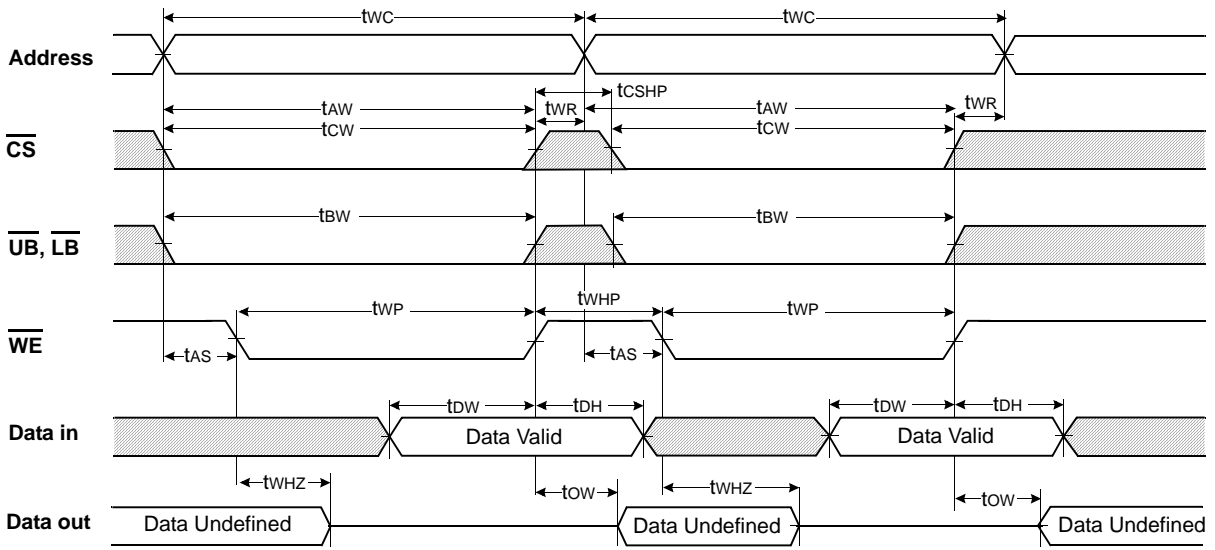 tWC tWC
Address
tCSHP
tAW tWR tAW tWR
tCW tCW
CS
tBW tBW
UB, LB
tWP tWHP tWP
WE
tAS tAS
tDW tDH tDW tDH
Data in Data Valid Data Valid
tWHZ tOW tWHZ tOW
Data out Data Undefined Data Undefined Data Undefined